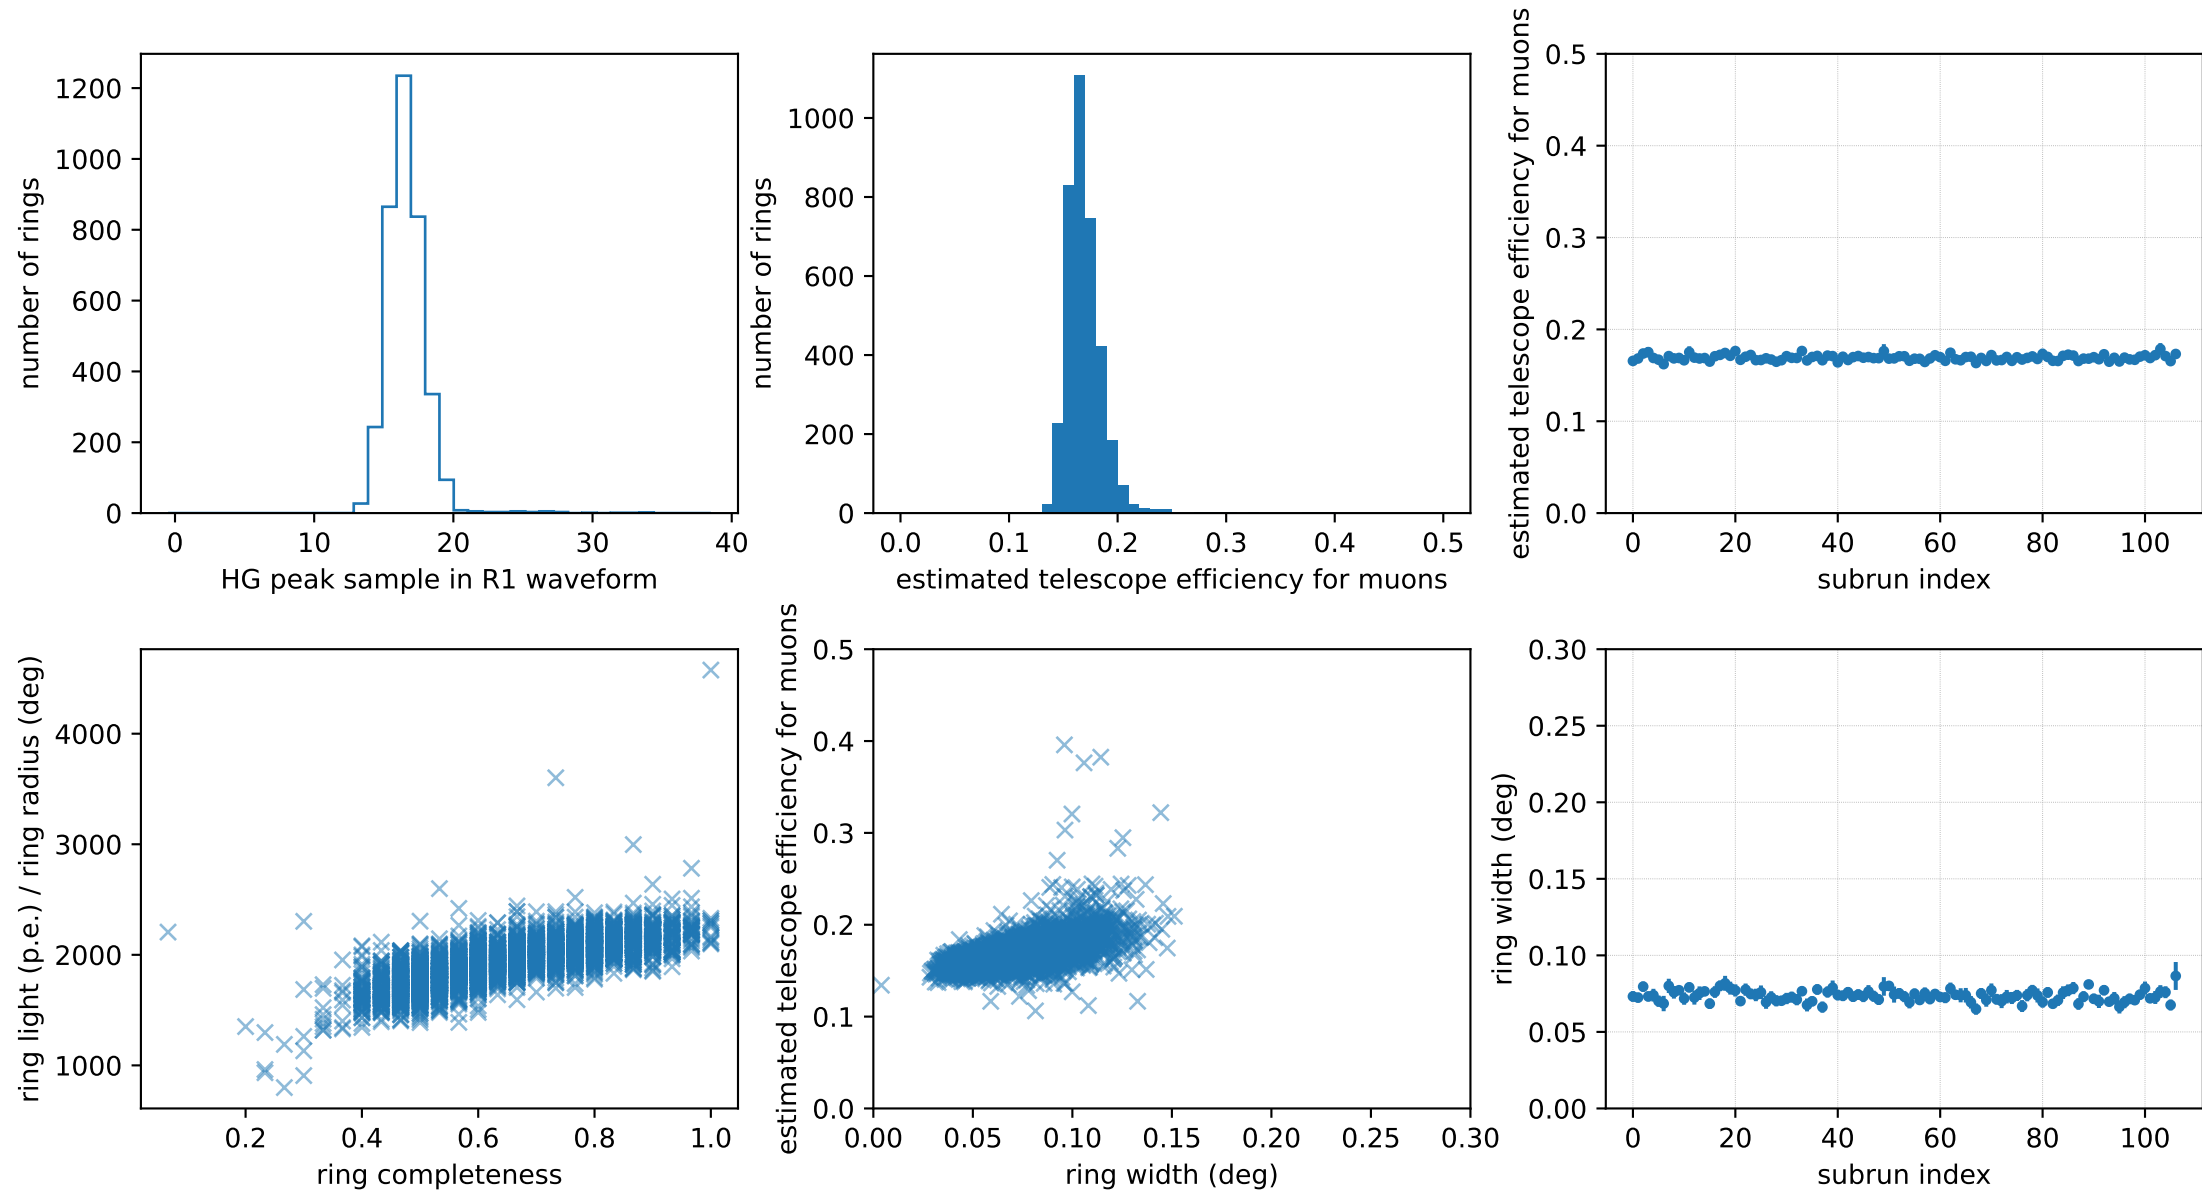 number of rings
1200
1000
800
600
400
200
0
0 10 20 30 40
HG peak sample in R1 waveform
number of rings
1000
800
600
400
200
0
0.0 0.1 0.2 0.3 0.4 0.5
estimated telescope efficiency for muons
estimated telescope efficiency for muons
0.5
0.4
0.3
0.2
0.1
0.0
0 20 40 60 80 100
subrun index
ring light (p.e.) / ring radius (deg)
4000
3000
2000
1000
0.2 0.4 0.6 0.8 1.0
ring completeness
estimated telescope efficiency for muons
0.5
0.4
0.3
0.2
0.1
0.0
0.00 0.05 0.10 0.15 0.20 0.25 0.30
ring width (deg)
ring width (deg)
0.30
0.25
0.20
0.15
0.10
0.05
0.00
0 20 40 60 80 100
subrun index